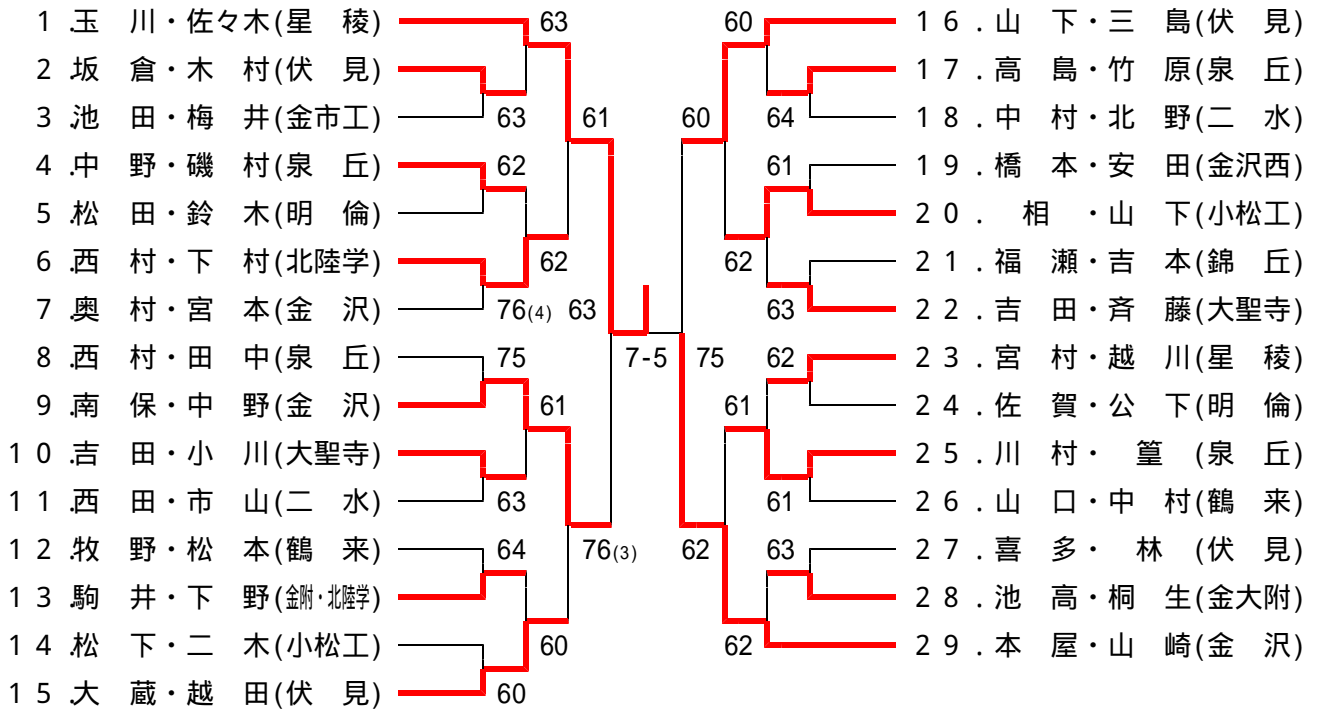 1 .玉 川・佐々木(星 稜)
2 .坂 倉・木 村(伏 見)
3 .池 田・梅 井(金市工)
4 .中 野・磯 村(泉 丘)
5 .松 田・鈴 木(明 倫)
6 .西 村・下 村(北陸学)
7 .奥 村・宮 本(金 沢)
8 .西 村・田 中(泉 丘)
9 .南 保・中 野(金 沢)
10 .吉 田・小 川(大聖寺)
11 .西 田・市 山(二 水)
12 .牧 野・松 本(鶴 来)
13 .駒 井・下 野(金附・北陸学)
14 .松 下・二 木(小松工)
15 .大 蔵・越 田(伏 見)
63
63
61
62
62
76(4)
63
75
61
63
64
76(3)
60
60
7-5
60
60
64
61
62
63
75
62
61
61
62
63
62
16.山 下・三 島(伏 見)
17.高 島・竹 原(泉 丘)
18.中 村・北 野(二 水)
19.橋 本・安 田(金沢西)
20. 相 ・山 下(小松工)
21.福 瀬・吉 本(錦 丘)
22.吉 田・斉 藤(大聖寺)
23.宮 村・越 川(星 稜)
24.佐 賀・公 下(明 倫)
25.川 村・ 篁 (泉 丘)
26.山 口・中 村(鶴 来)
27.喜 多・ 林 (伏 見)
28.池 高・桐 生(金大附)
29.本 屋・山 崎(金 沢)